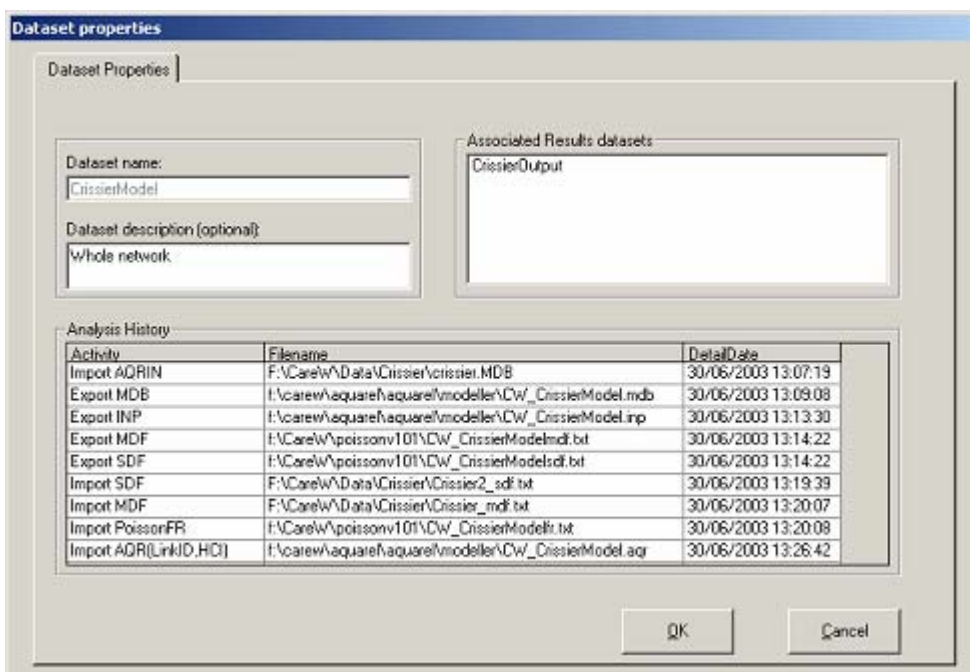 Dataset properties
Dataset Properties
Dataset name:
CrissierModel
Dataset description (optional):
Whole network
Associated Results datasets
CrissierOutput
Analysis History
Activity Filename DetailDate
Import AQRIN F:\CareW\Data\Crissier\crissier.MDB 30/06/2003 13:07:19
Export MDB f:\carew\aquarel\aquarel\modeller\CW_CrissierModel.mdb 30/06/2003 13:09:08
Export INP f:\carew\aquarel\aquarel\modeller\CW_CrissierModel.inp 30/06/2003 13:13:30
Export MDF f:\CareW\poissonv101\CW_CrissierModelmdf.txt 30/06/2003 13:14:22
Export SDF f:\CareW\poissonv101\CW_CrissierModelsdf.txt 30/06/2003 13:14:22
Import SDF F:\CareW\Data\Crissier\Crissier2_sdf.txt 30/06/2003 13:19:39
Import MDF F:\CareW\Data\Crissier\Crissier_mdf.txt 30/06/2003 13:20:07
Import PoissonFR f:\CareW\poissonv101\CW_CrissierModelfr.txt 30/06/2003 13:20:08
Import AQR(LinkID,HCI) f:\carew\aquarel\aquarel\modeller\CW_CrissierModel.aqr 30/06/2003 13:26:42
OK Cancel